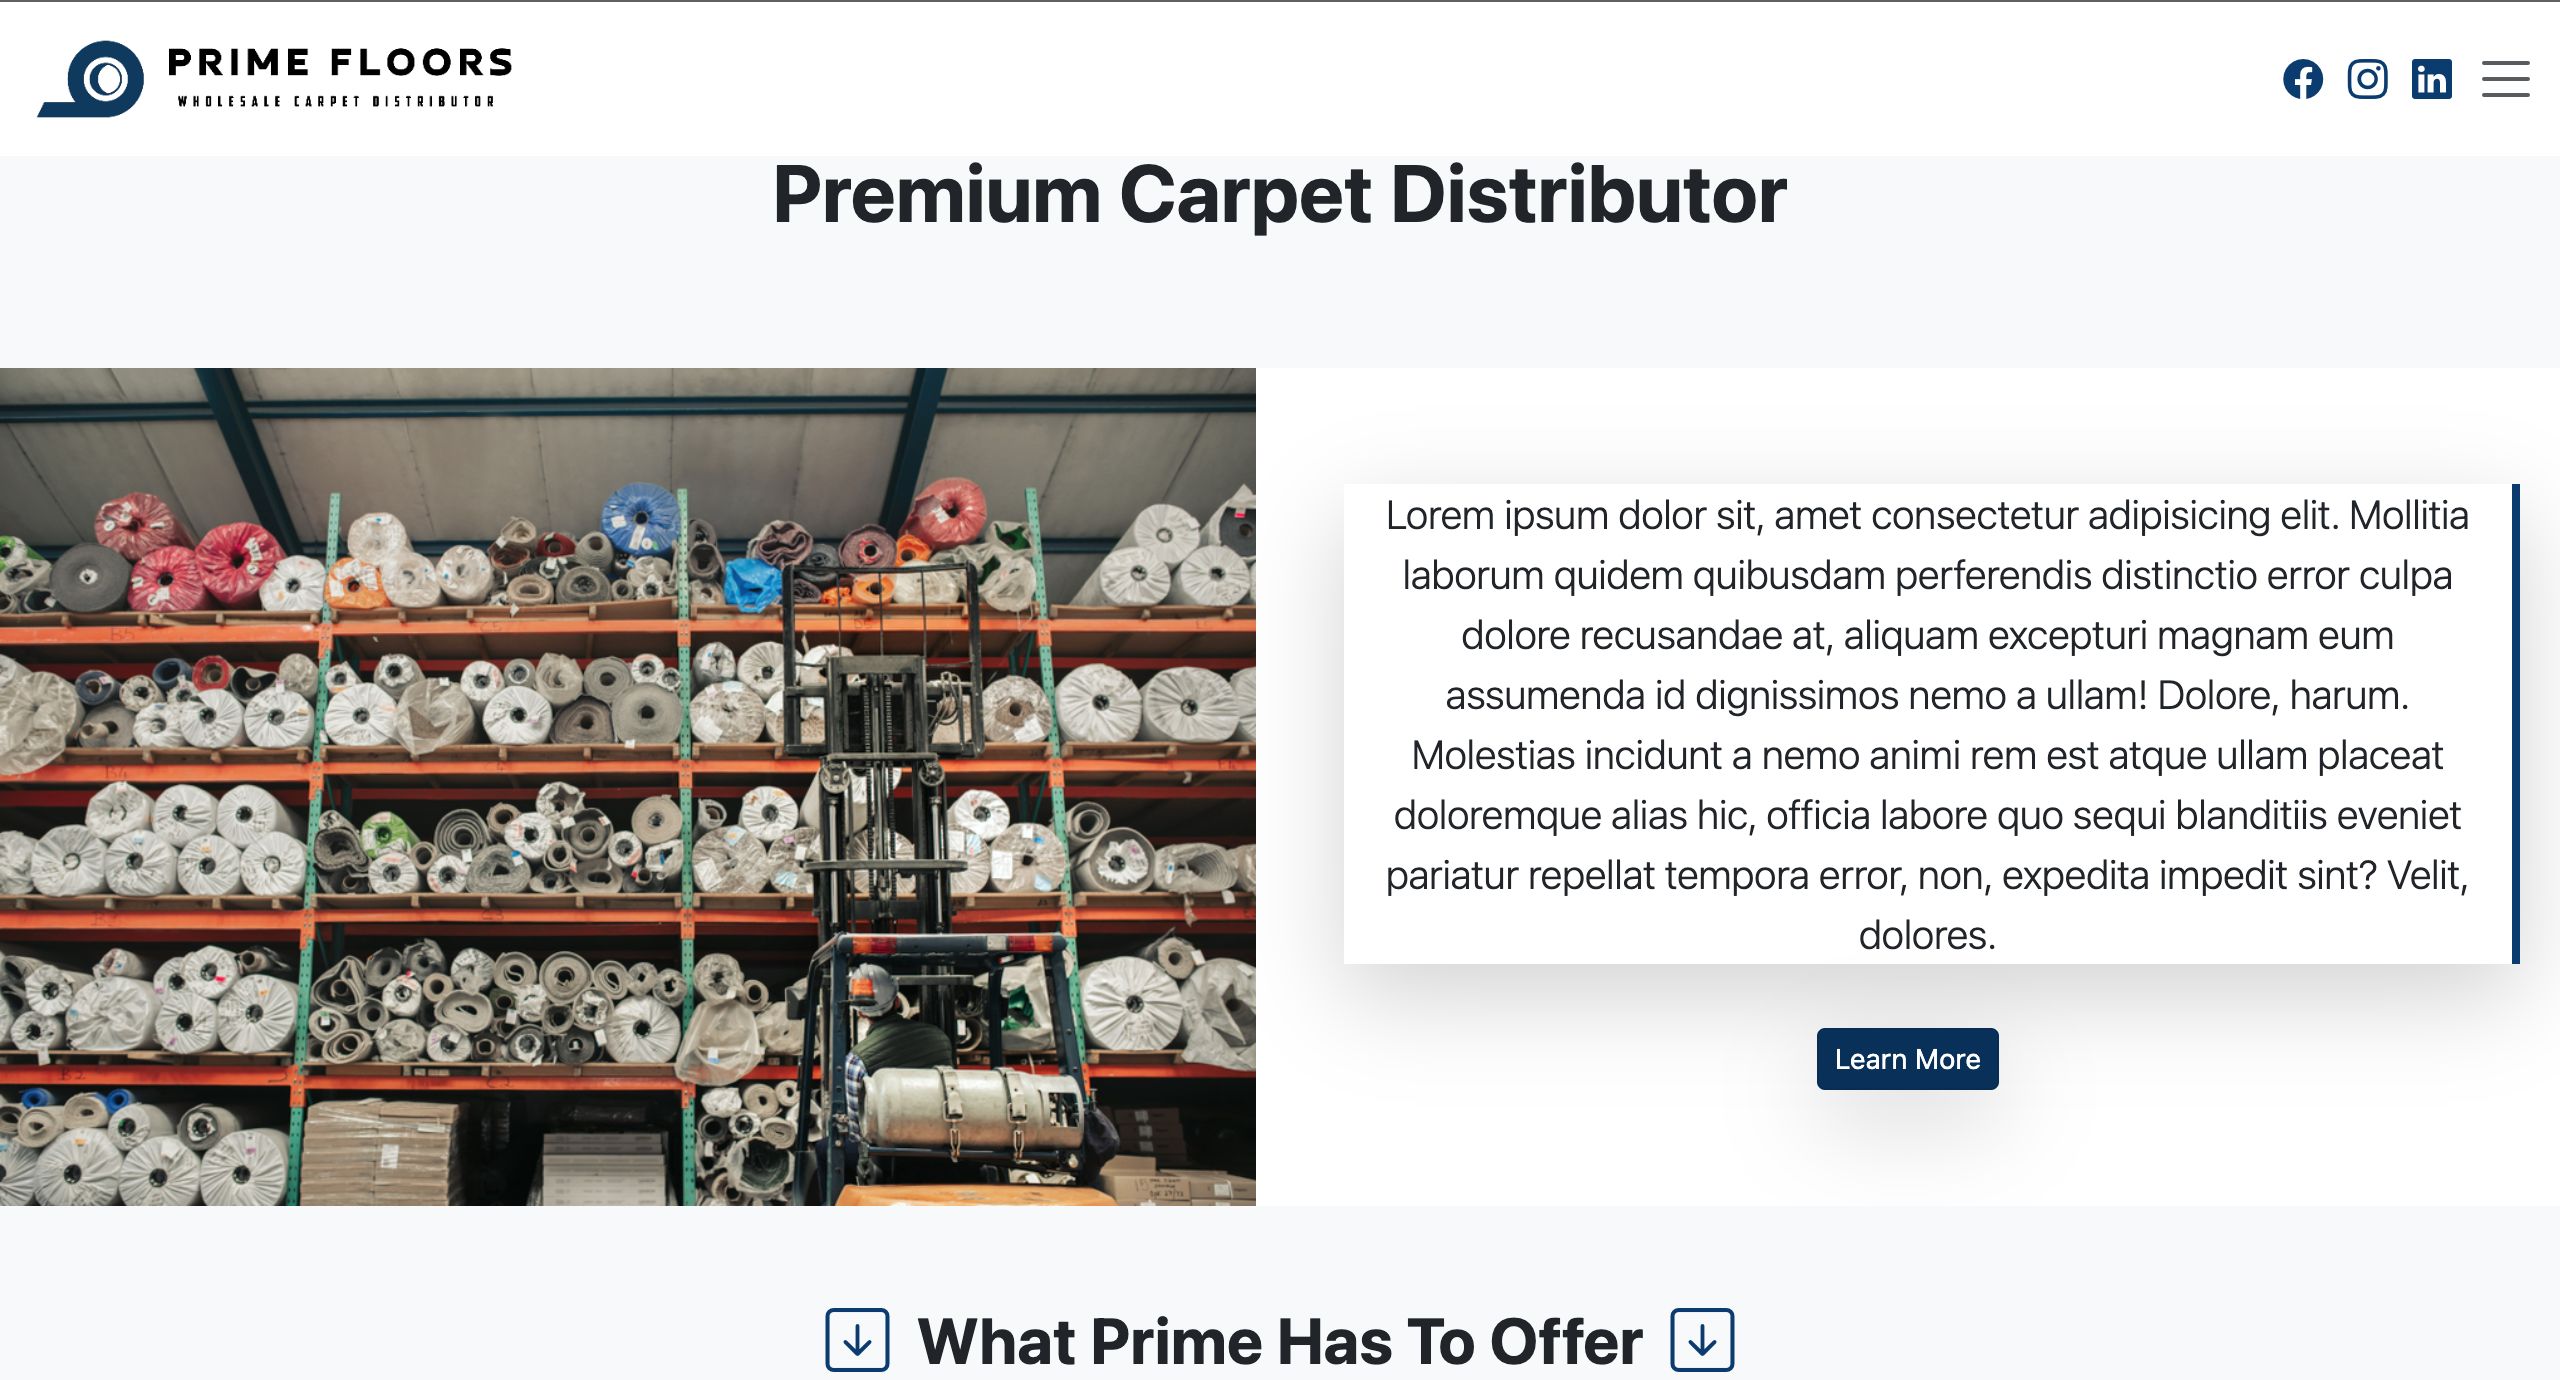 PRIME FLOORS
WHOLESALE CARPET DISTRIBUTOR
Premium Carpet Distributor
Lorem ipsum dolor sit, amet consectetur adipisicing elit. Mollitia
laborum quidem quibusdam perferendis distinctio error culpa
dolore recusandae at, aliquam excepturi magnam eum
assumenda id dignissimos nemo a ullam! Dolore, harum.
Molestias incidunt a nemo animi rem est atque ullam placeat
doloremque alias hic, officia labore quo sequi blanditiis eveniet
pariatur repellat tempora error, non, expedita impedit sint? Velit,
dolores.
Learn More
What Prime Has To Offer